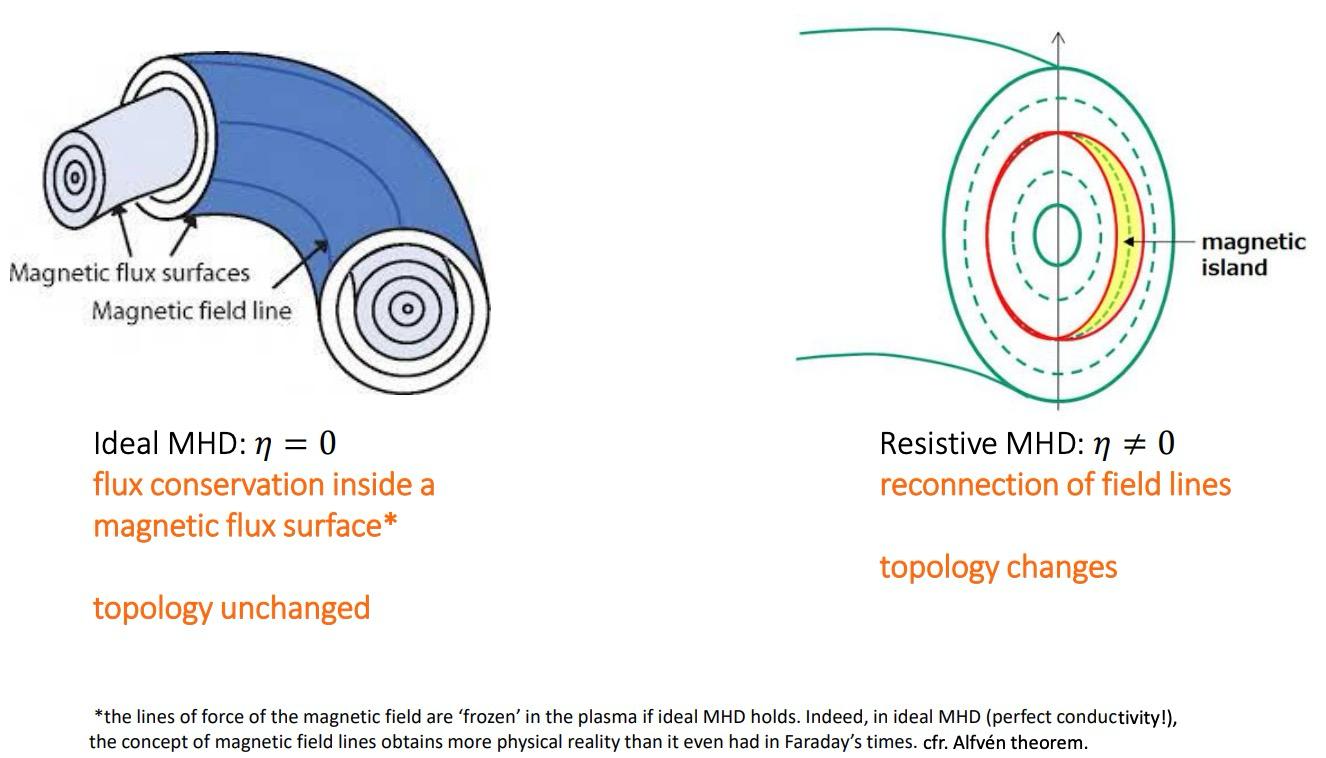 Magnetic flux surfaces
Magnetic field line
magnetic
island
Ideal MHD: η = 0
flux conservation inside a
magnetic flux surface*
topology unchanged
Resistive MHD: η ≠ 0
reconnection of field lines
topology changes
*the lines of force of the magnetic field are ‘frozen’ in the plasma if ideal MHD holds. Indeed, in ideal MHD (perfect conductivity!),
the concept of magnetic field lines obtains more physical reality than it even had in Faraday’s times. cfr. Alfvén theorem.